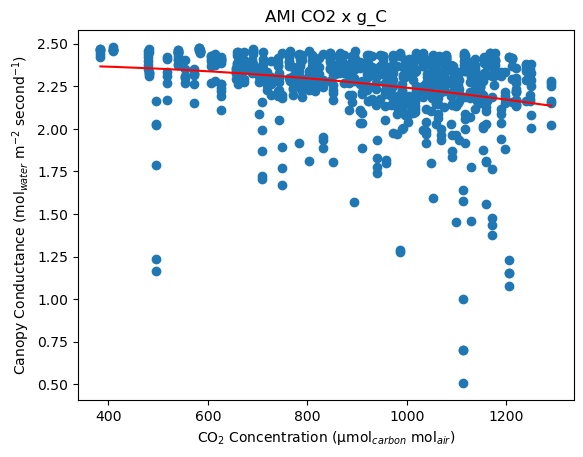 AMI CO2 x g_C
Canopy Conductance (mol_water m⁻² second⁻¹)
2.50
2.25
2.00
1.75
1.50
1.25
1.00
0.75
0.50
400 600 800 1000 1200
CO₂ Concentration (μmol_carbon mol_air)